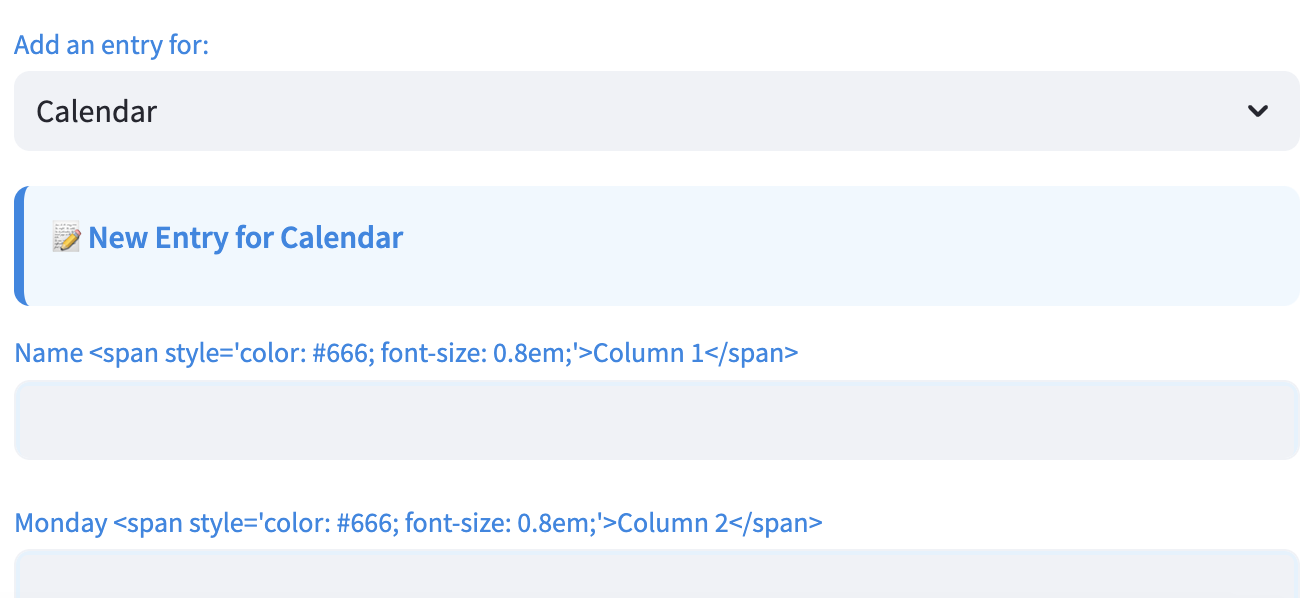 Add an entry for:
Calendar
📝 New Entry for Calendar
Name <span style='color: #666; font-size: 0.8em;'>Column 1</span>
Monday <span style='color: #666; font-size: 0.8em;'>Column 2</span>